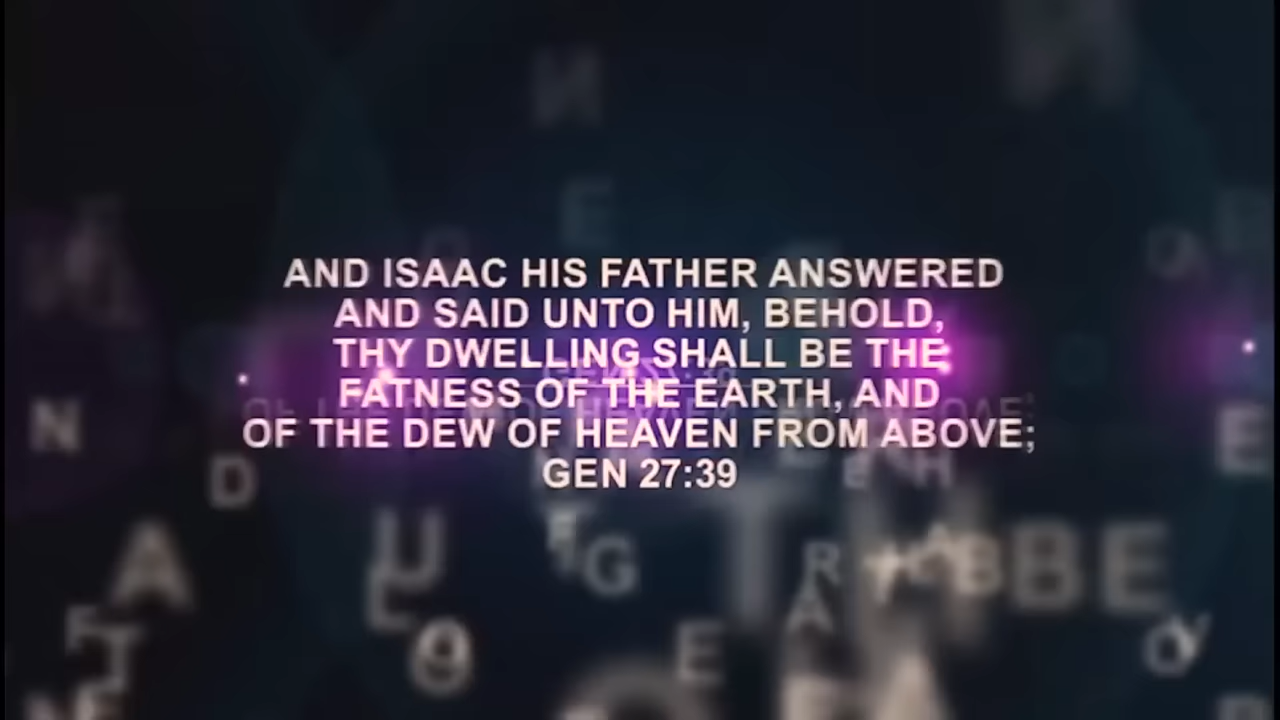 AND ISAAC HIS FATHER ANSWERED
AND SAID UNTO HIM, BEHOLD,
THY DWELLING SHALL BE THE
FATNESS OF THE EARTH, AND
OF THE DEW OF HEAVEN FROM ABOVE;
GEN 27:39